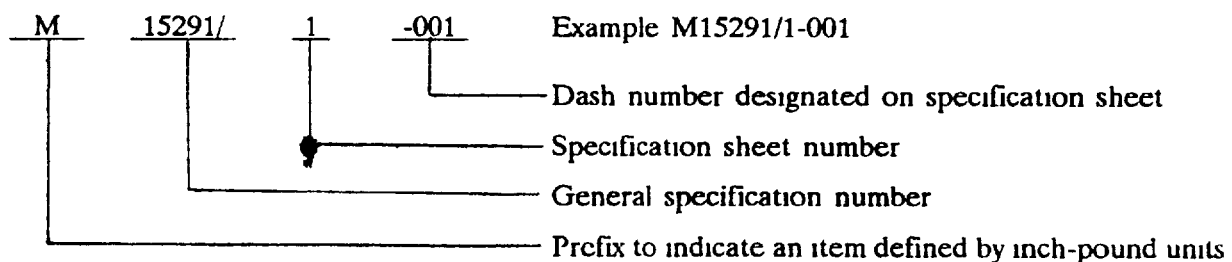 M 15291/ 1 -001 Example M15291/1-001
Dash number designated on specification sheet
Specification sheet number
General specification number
Prefix to indicate an item defined by inch-pound units